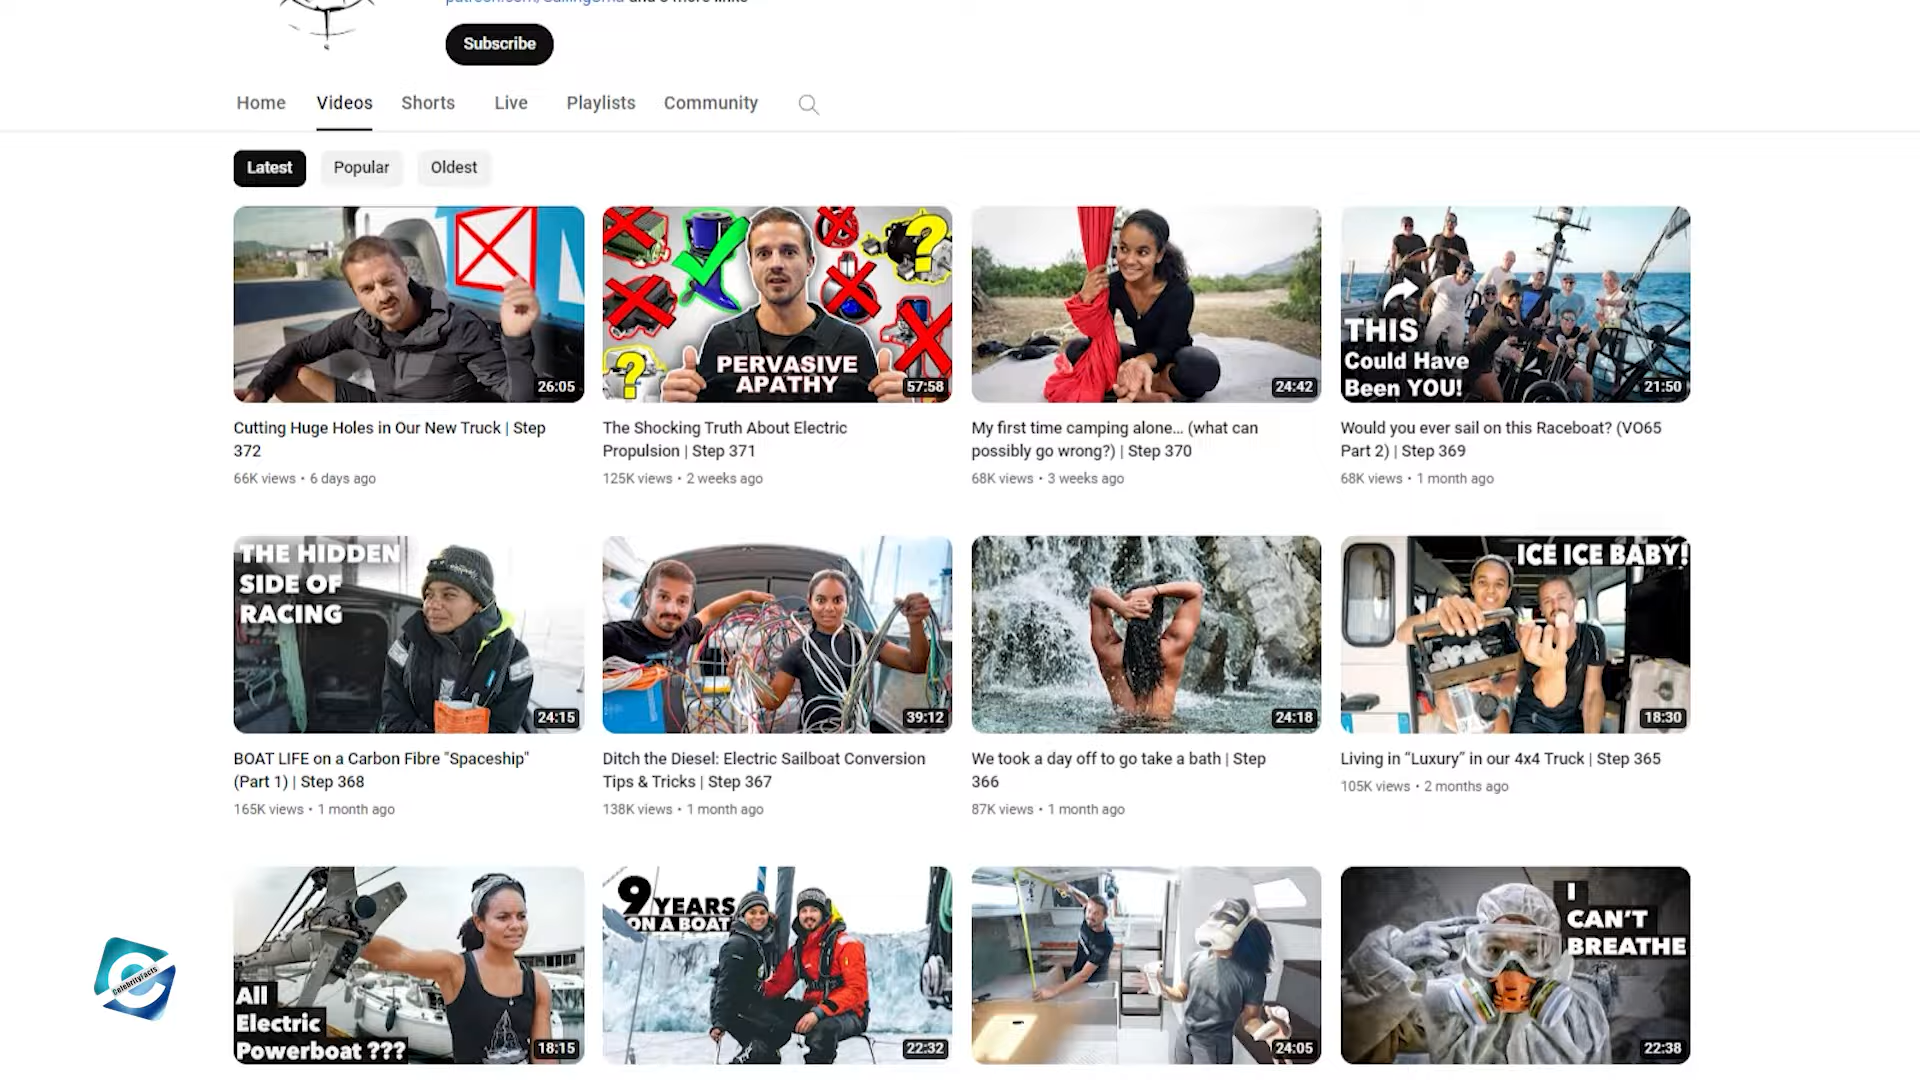 Subscribe
Home Videos Shorts Live Playlists Community
Latest Popular Oldest
26:05
PERVASIVE
APATHY
57:58
24:42
THIS
Could Have
Been YOU!
21:50
Cutting Huge Holes in Our New Truck | Step
372
66K views • 6 days ago
The Shocking Truth About Electric
Propulsion | Step 371
125K views • 2 weeks ago
My first time camping alone... (what can
possibly go wrong?) | Step 370
68K views • 3 weeks ago
Would you ever sail on this Raceboat? (VO65
Part 2) | Step 369
68K views • 1 month ago
THE HIDDEN
SIDE OF
RACING
24:15
39:12
24:18
ICE ICE BABY!
18:30
BOAT LIFE on a Carbon Fibre "Spaceship"
(Part 1) | Step 368
165K views • 1 month ago
Ditch the Diesel: Electric Sailboat Conversion
Tips & Tricks | Step 367
138K views • 1 month ago
We took a day off to go take a bath | Step
366
87K views • 1 month ago
Living in “Luxury” in our 4x4 Truck | Step 365
105K views • 2 months ago
All
Electric
Powerboat ???
18:15
9 YEARS
ON A BOAT
22:32
24:05
I
CAN'T
BREATHE
22:38
CelebrityFacts